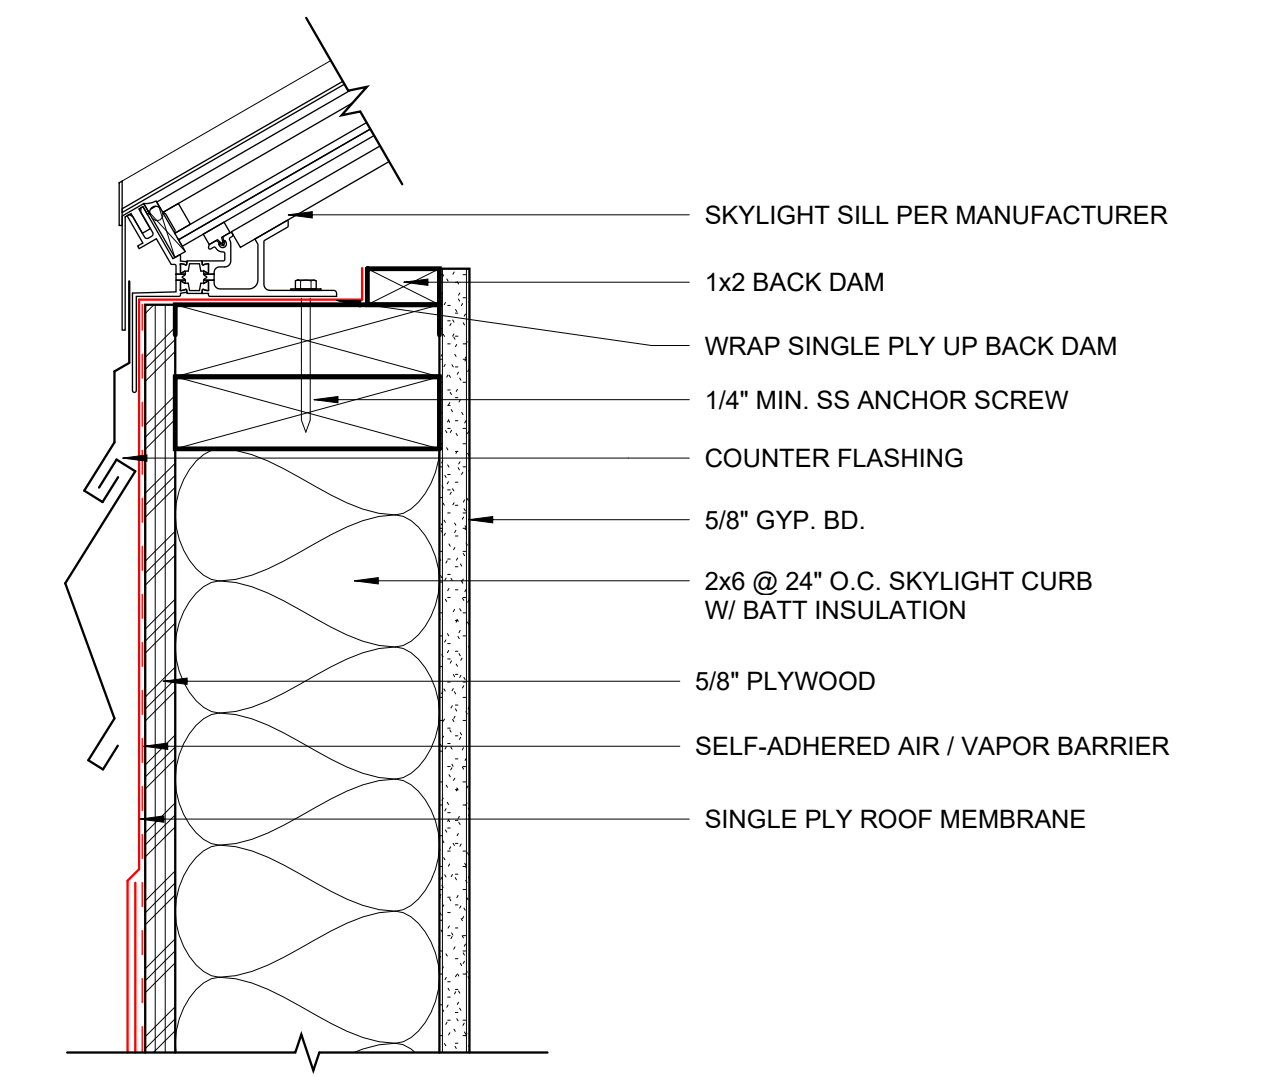 SKYLIGHT SILL PER MANUFACTURER
1x2 BACK DAM
WRAP SINGLE PLY UP BACK DAM
1/4" MIN. SS ANCHOR SCREW
COUNTER FLASHING
5/8" GYP. BD.
2x6 @ 24" O.C. SKYLIGHT CURB
W/ BATT INSULATION
5/8" PLYWOOD
SELF-ADHERED AIR / VAPOR BARRIER
SINGLE PLY ROOF MEMBRANE